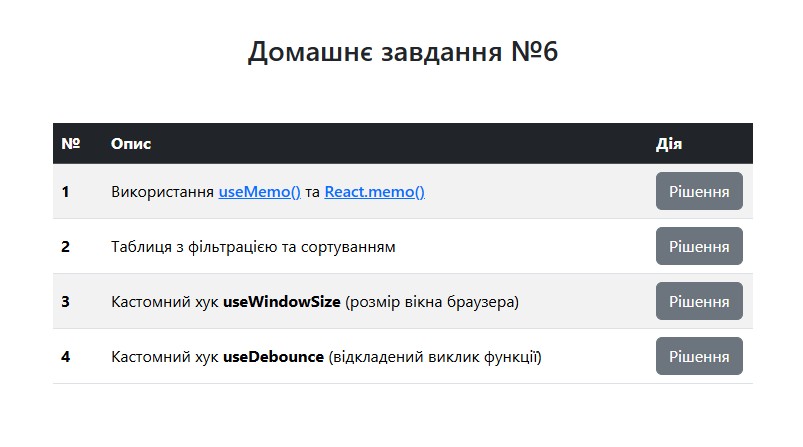 Домашнє завдання №6
№ Опис Дія
1 Використання useMemo() та React.memo() Рішення
2 Таблиця з фільтрацією та сортуванням Рішення
3 Кастомний хук useWindowSize (розмір вікна браузера) Рішення
4 Кастомний хук useDebounce (відкладений виклик функції) Рішення